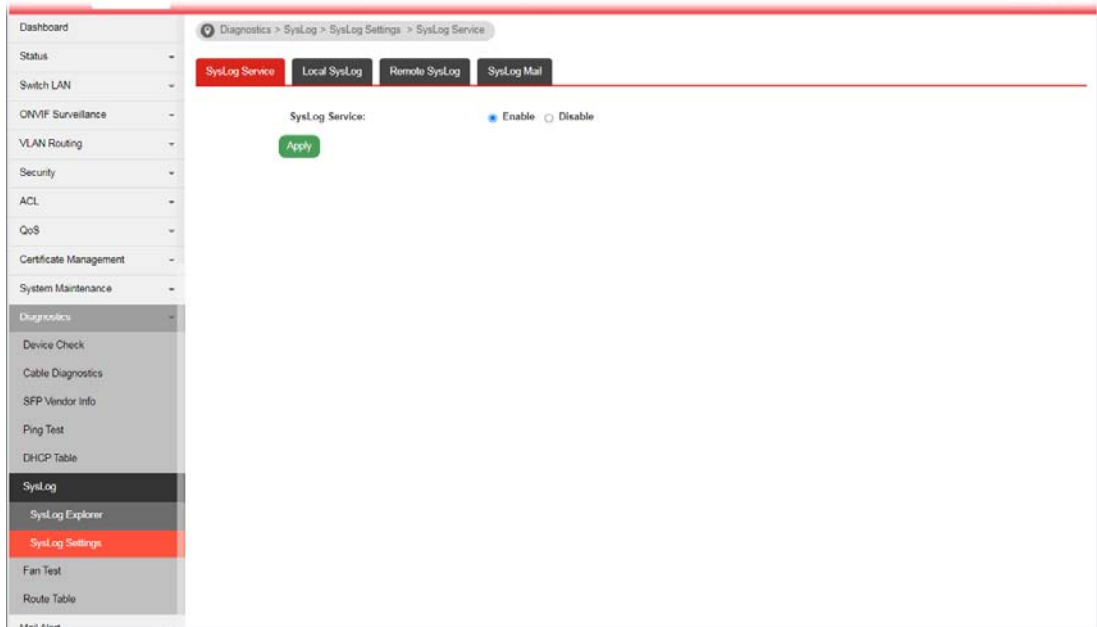 Dashboard
Status
Switch LAN
ONVIF Surveillance
VLAN Routing
Security
ACL
QoS
Certificate Management
System Maintenance
Diagnostics
Device Check
Cable Diagnostics
SFP Vendor Info
Ping Test
DHCP Table
SysLog
SysLog Explorer
SysLog Settings
Fan Test
Route Table
Mail Alert
Diagnostics > SysLog > SysLog Settings > SysLog Service
SysLog Service
Local SysLog
Remote SysLog
SysLog Mail
SysLog Service: Enable Disable
Apply